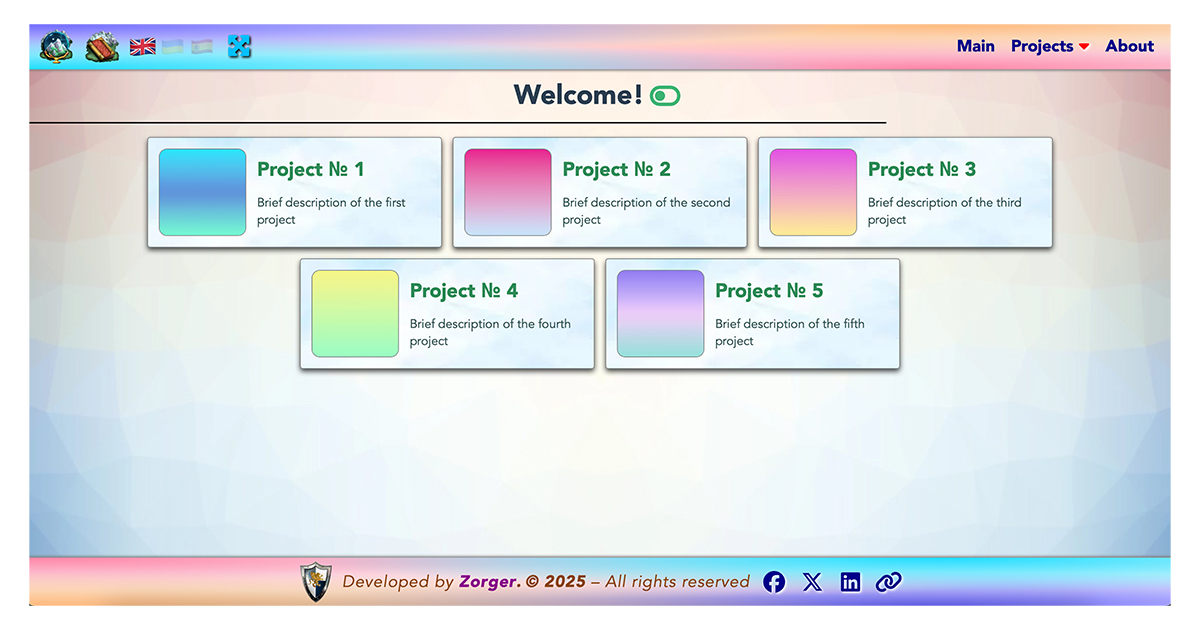 Main Projects About
Welcome!
Project № 1
Brief description of the first
project
Project № 2
Brief description of the second
project
Project № 3
Brief description of the third
project
Project № 4
Brief description of the fourth
project
Project № 5
Brief description of the fifth
project
Developed by Zorger. © 2025 – All rights reserved